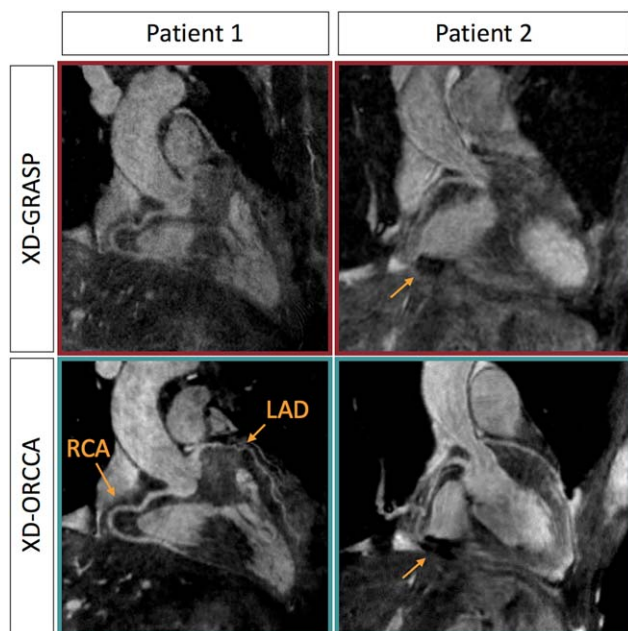 Patient 1
Patient 2
XD-GRASP
XD-ORCCA
RCA
LAD